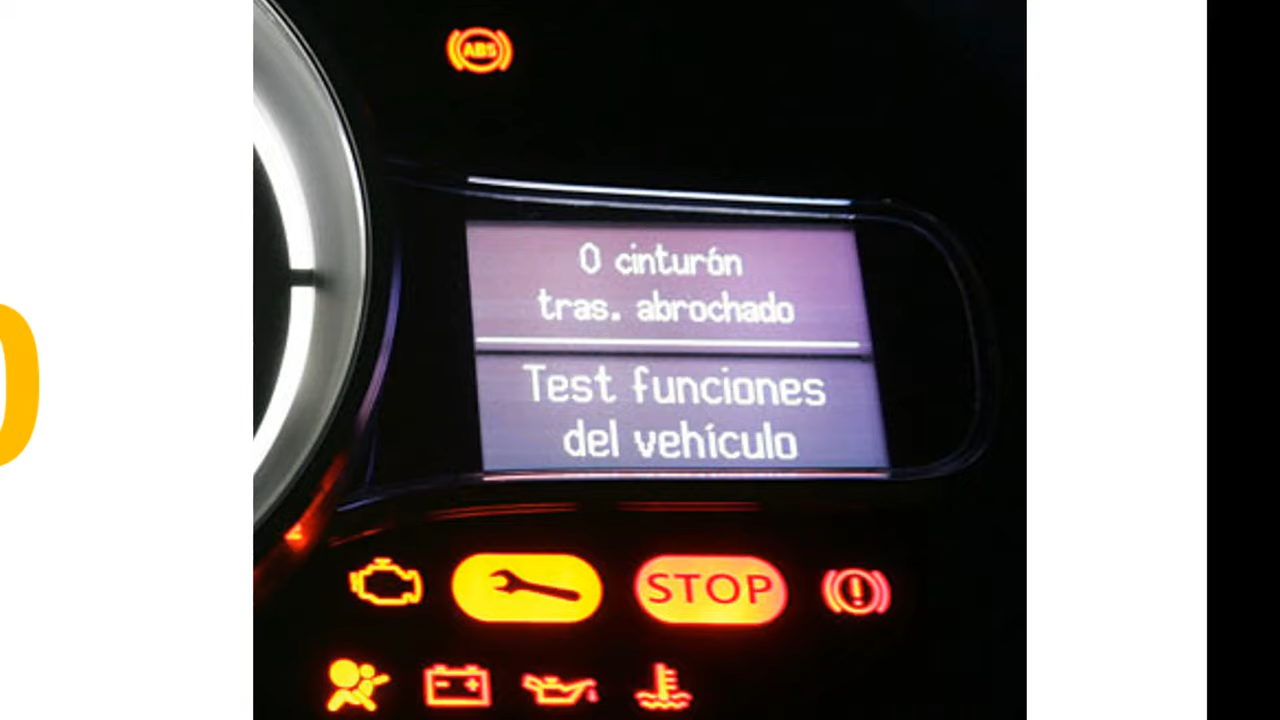 ABS
0 cinturón
tras. abrochado
Test funciones
del vehículo
STOP